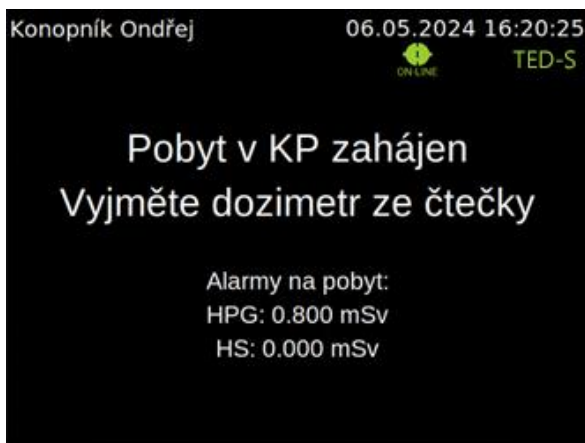 Konopník Ondřej 06.05.2024 16:20:25
ON-LINE TED-S
Pobyt v KP zahájen
Vyjměte dozimetr ze čtečky
Alarmy na pobyt:
HPG: 0.800 mSv
HS: 0.000 mSv